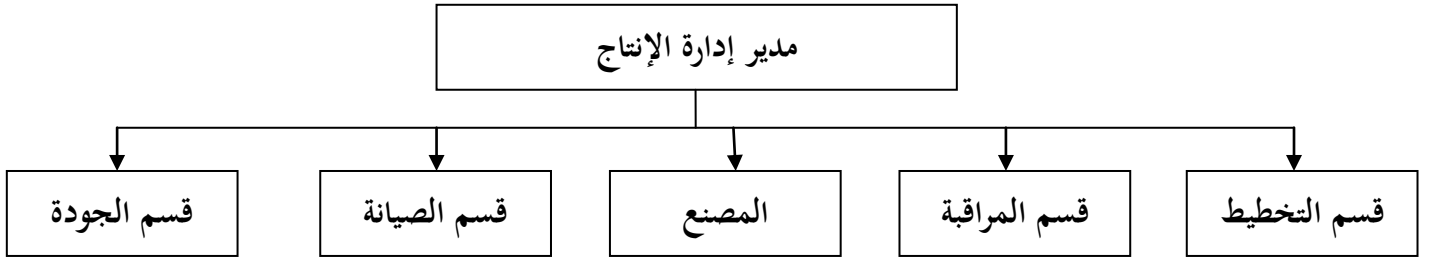 مدير إدارة الإنتاج
قسم التخطيط
قسم المراقبة
المصنع
قسم الصيانة
قسم الجودة